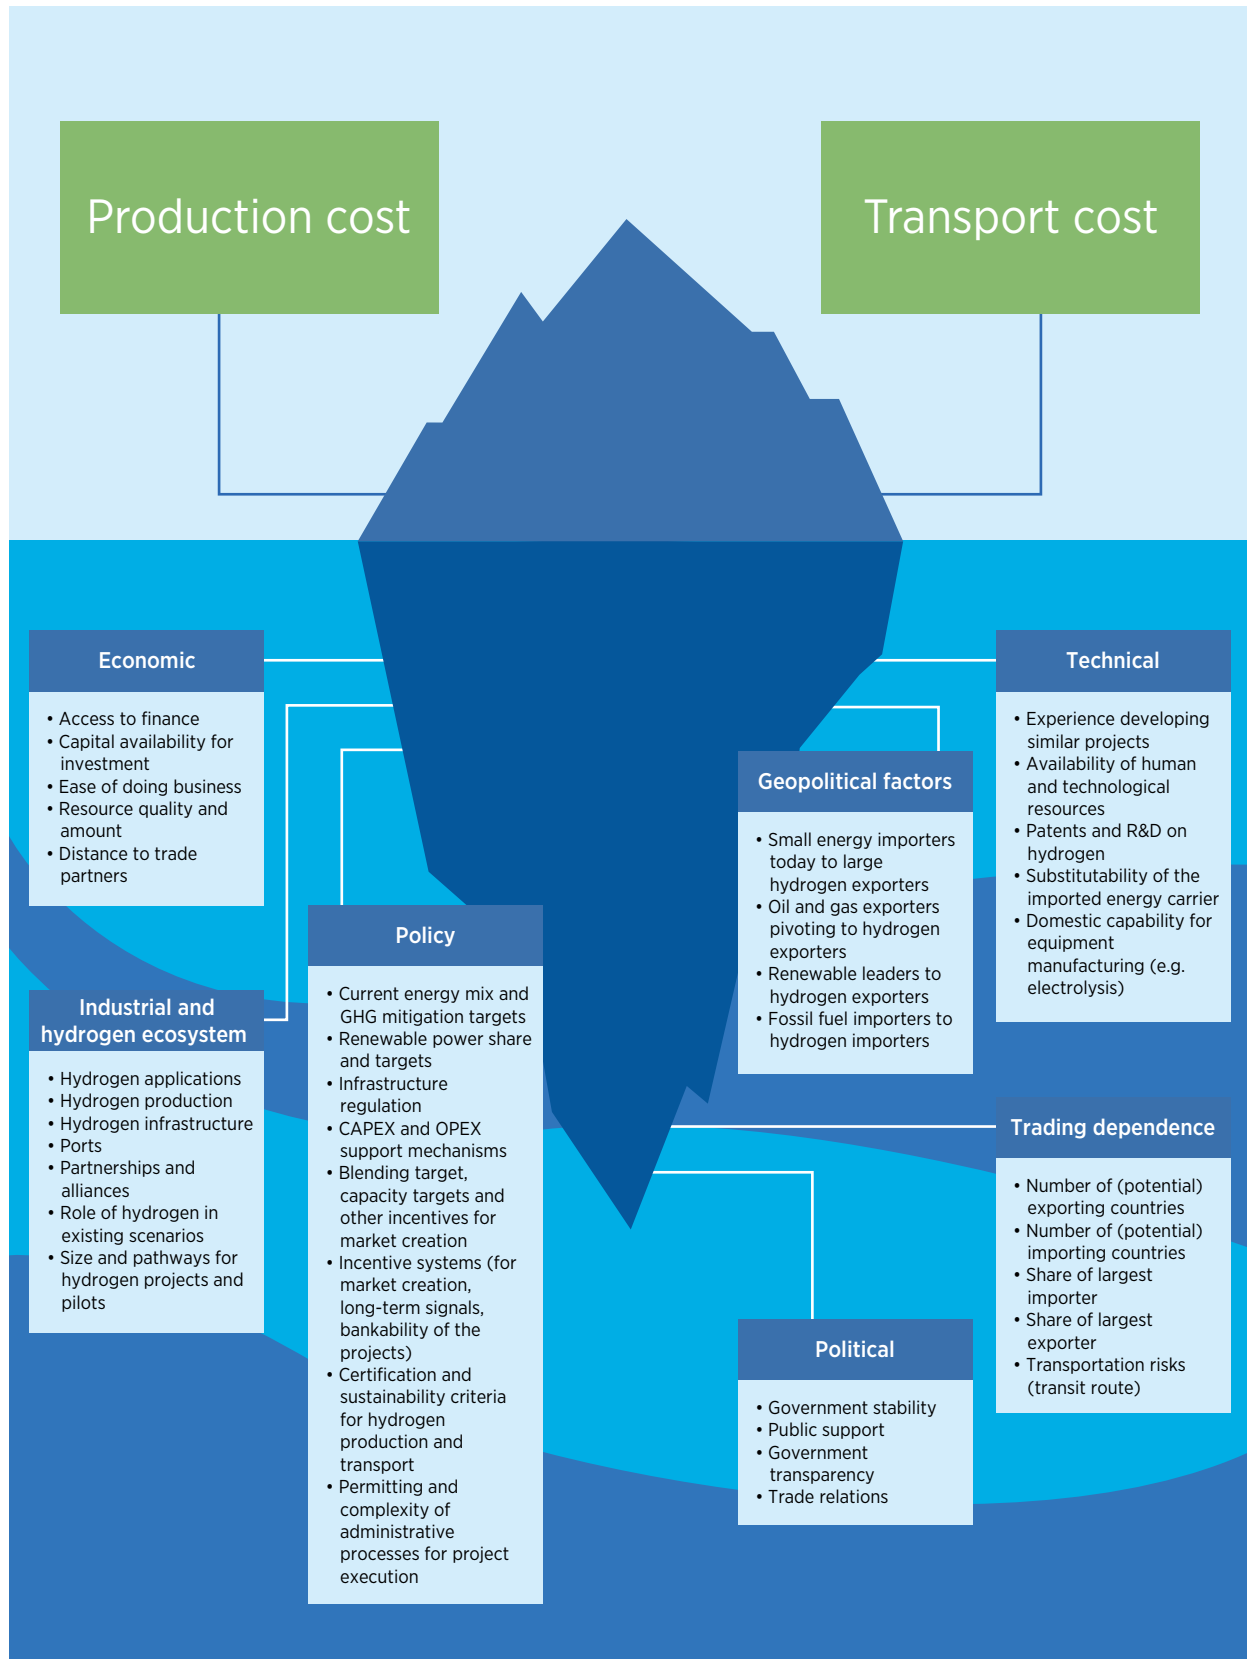 Production cost
Transport cost
Economic
• Access to finance
• Capital availability for
investment
• Ease of doing business
• Resource quality and
amount
• Distance to trade
partners
Industrial and
hydrogen ecosystem
• Hydrogen applications
• Hydrogen production
• Hydrogen infrastructure
• Ports
• Partnerships and
alliances
• Role of hydrogen in
existing scenarios
• Size and pathways for
hydrogen projects and
pilots
Policy
• Current energy mix and
GHG mitigation targets
• Renewable power share
and targets
• Infrastructure
regulation
• CAPEX and OPEX
support mechanisms
• Blending target,
capacity targets and
other incentives for
market creation
• Incentive systems (for
market creation,
long-term signals,
bankability of the
projects)
• Certification and
sustainability criteria
for hydrogen
production and
transport
• Permitting and
complexity of
administrative
processes for project
execution
Geopolitical factors
• Small energy importers
today to large
hydrogen exporters
• Oil and gas exporters
pivoting to hydrogen
exporters
• Renewable leaders to
hydrogen exporters
• Fossil fuel importers to
hydrogen importers
Technical
• Experience developing
similar projects
• Availability of human
and technological
resources
• Patents and R&D on
hydrogen
• Substitutability of the
imported energy carrier
• Domestic capability for
equipment
manufacturing (e.g.
electrolysis)
Trading dependence
• Number of (potential)
exporting countries
• Number of (potential)
importing countries
• Share of largest
importer
• Share of largest
exporter
• Transportation risks
(transit route)
Political
• Government stability
• Public support
• Government
transparency
• Trade relations